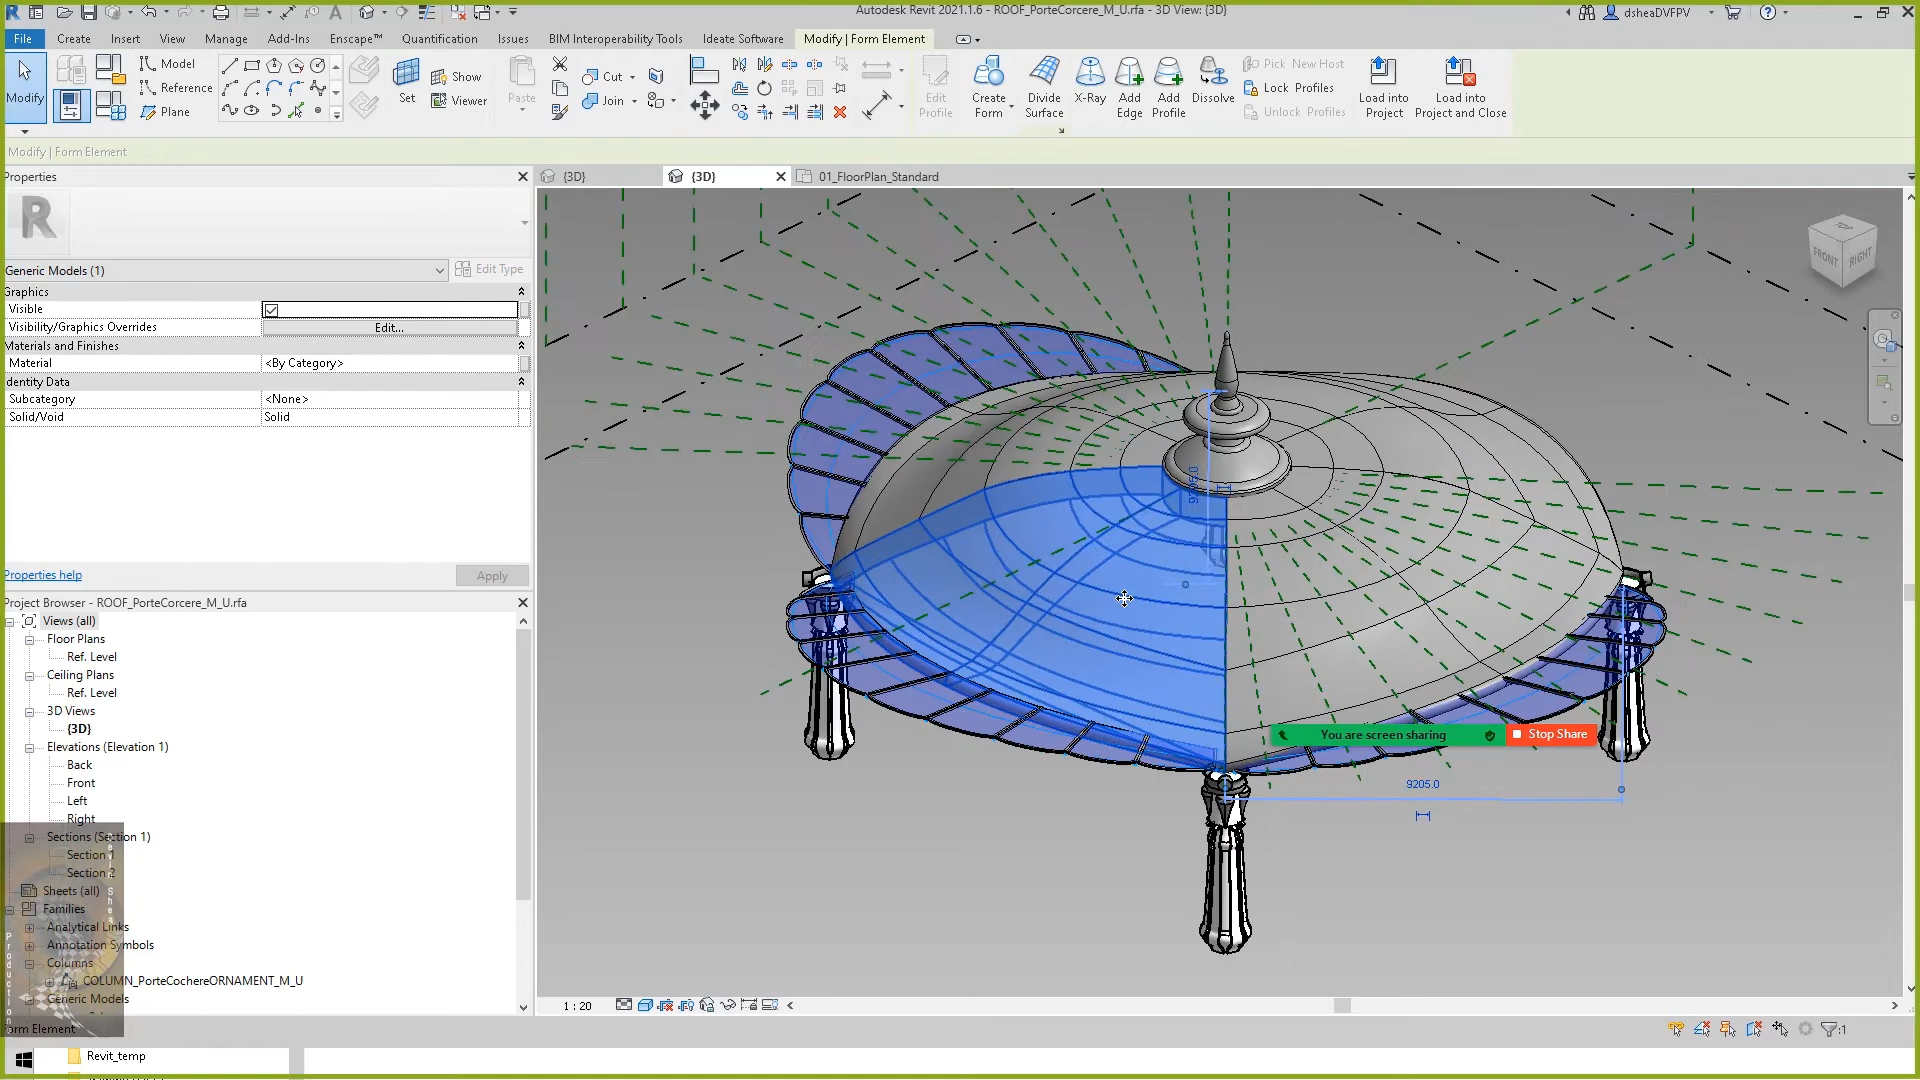 Autodesk Revit 2021.1.6 - ROOF_PorteCorcere_M_U.rfa - 3D View: {3D}
dsheaDVFPV
File Create Insert View Manage Add-Ins Enscape™ Quantification Issues BIM Interoperability Tools Ideate Software Modify | Form Element
Modify
Model
Reference
Plane
Set
Show
Viewer
Paste
Cut
Join
Edit Profile
Create Form
Divide Surface
X-Ray
Add Edge
Add Profile
Dissolve
Pick New Host
Lock Profiles
Unlock Profiles
Load into Project
Load into Project and Close
Modify | Form Element
Properties
{3D}
{3D}
01_FloorPlan_Standard
R
Generic Models (1)
Edit Type
Graphics
Visible
Visibility/Graphics Overrides Edit...
Materials and Finishes
Material <By Category>
dentity Data
Subcategory <None>
Solid/Void Solid
Properties help
Apply
Project Browser - ROOF_PorteCorcere_M_U.rfa
Views (all)
Floor Plans
Ref. Level
Ceiling Plans
Ref. Level
3D Views
{3D}
Elevations (Elevation 1)
Back
Front
Left
Right
Sections (Section 1)
Section 1
Section 2
Sheets (all)
Families
Analytical Links
Annotation Symbols
Columns
COLUMN_PorteCochereORNAMENT_M_U
Generic Models
orm Element
TOP
FRONT
RIGHT
You are screen sharing
Stop Share
9205.0
1 : 20
:1
Revit_temp